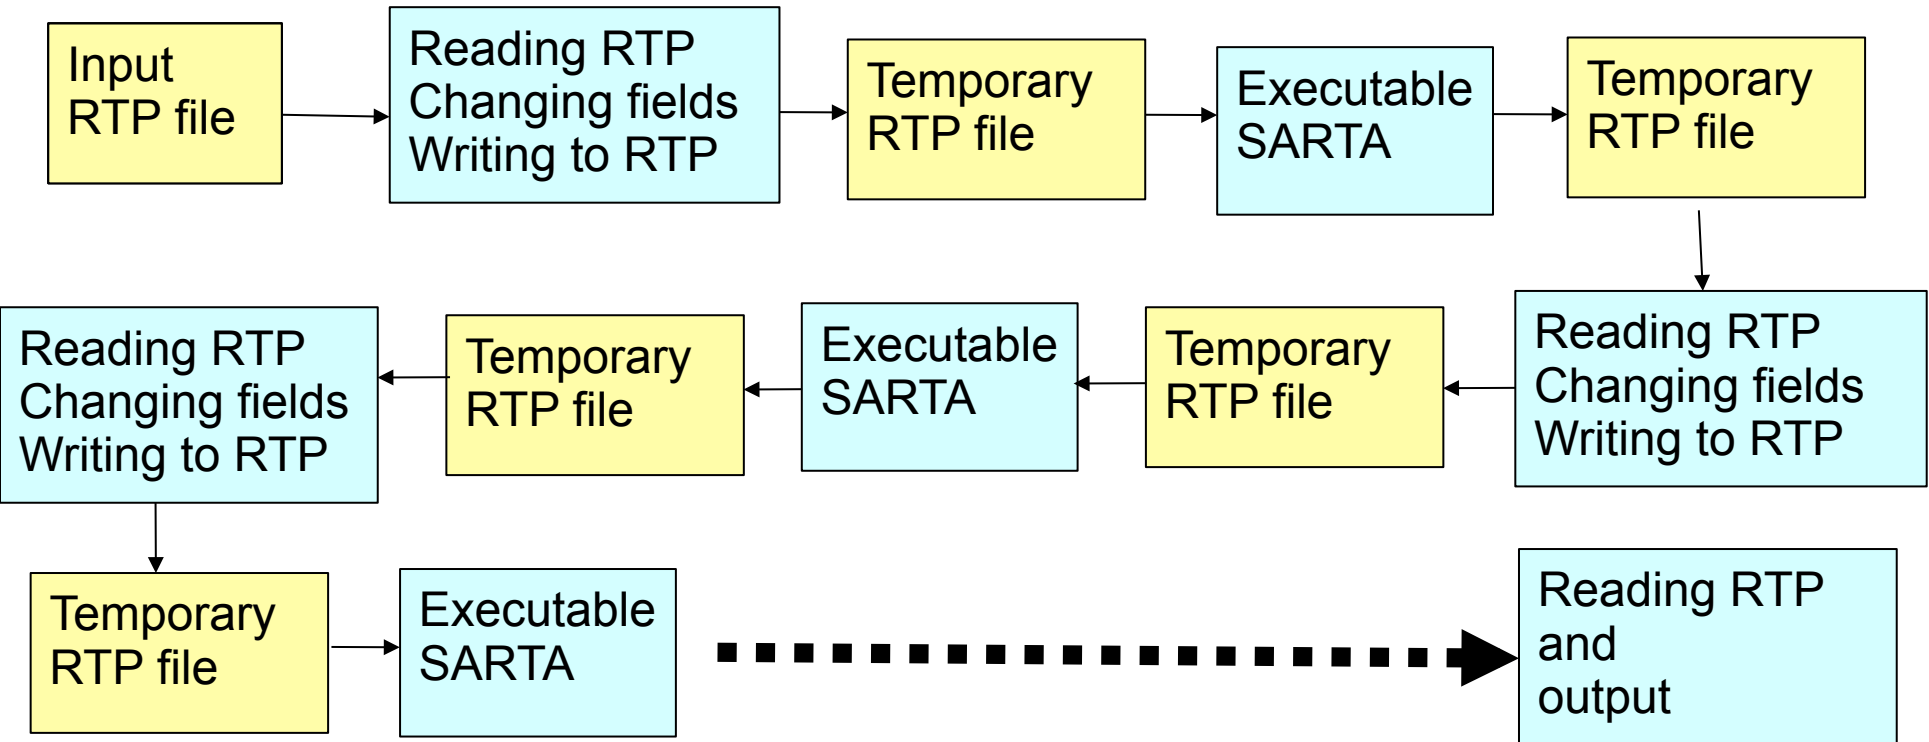 Input
RTP file
Reading RTP
Changing fields
Writing to RTP
Temporary
RTP file
Executable
SARTA
Temporary
RTP file
Reading RTP
Changing fields
Writing to RTP
Temporary
RTP file
Executable
SARTA
Temporary
RTP file
Reading RTP
Changing fields
Writing to RTP
Temporary
RTP file
Executable
SARTA
Reading RTP
and
output